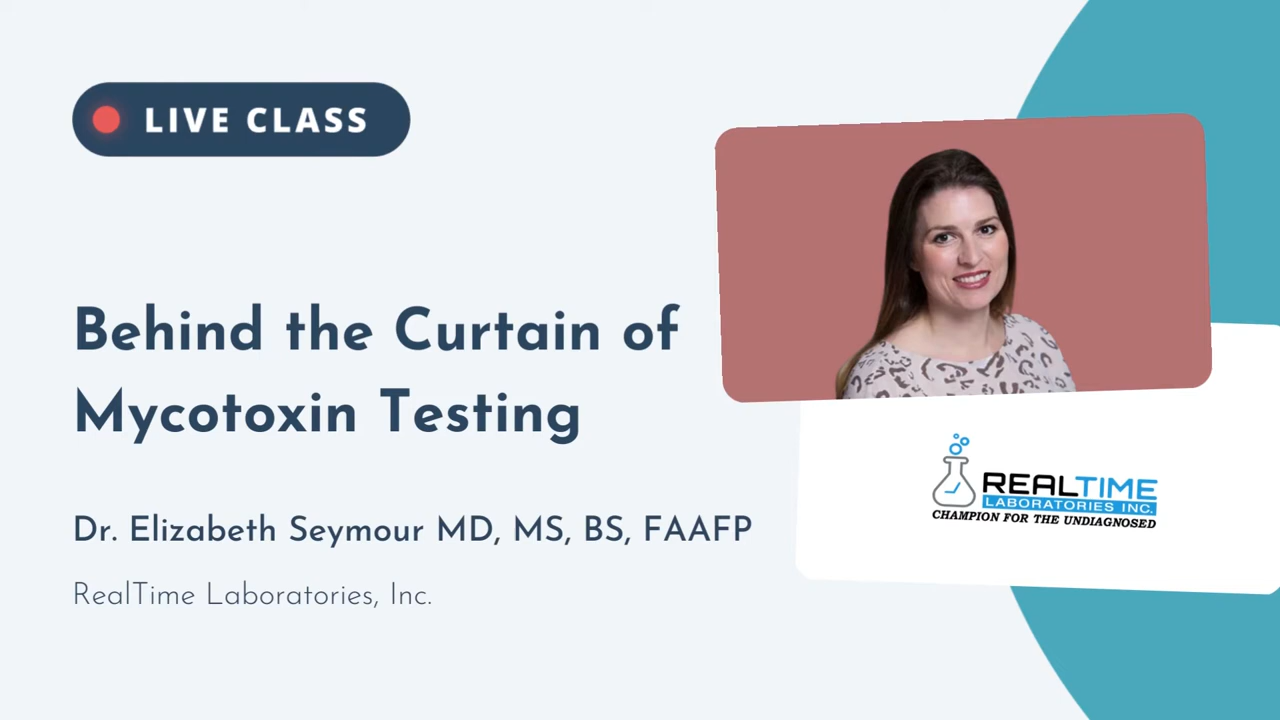 LIVE CLASS
Behind the Curtain of
Mycotoxin Testing
Dr. Elizabeth Seymour MD, MS, BS, FAAFP
RealTime Laboratories, Inc.
REALTIME
LABORATORIES INC.
CHAMPION FOR THE UNDIAGNOSED